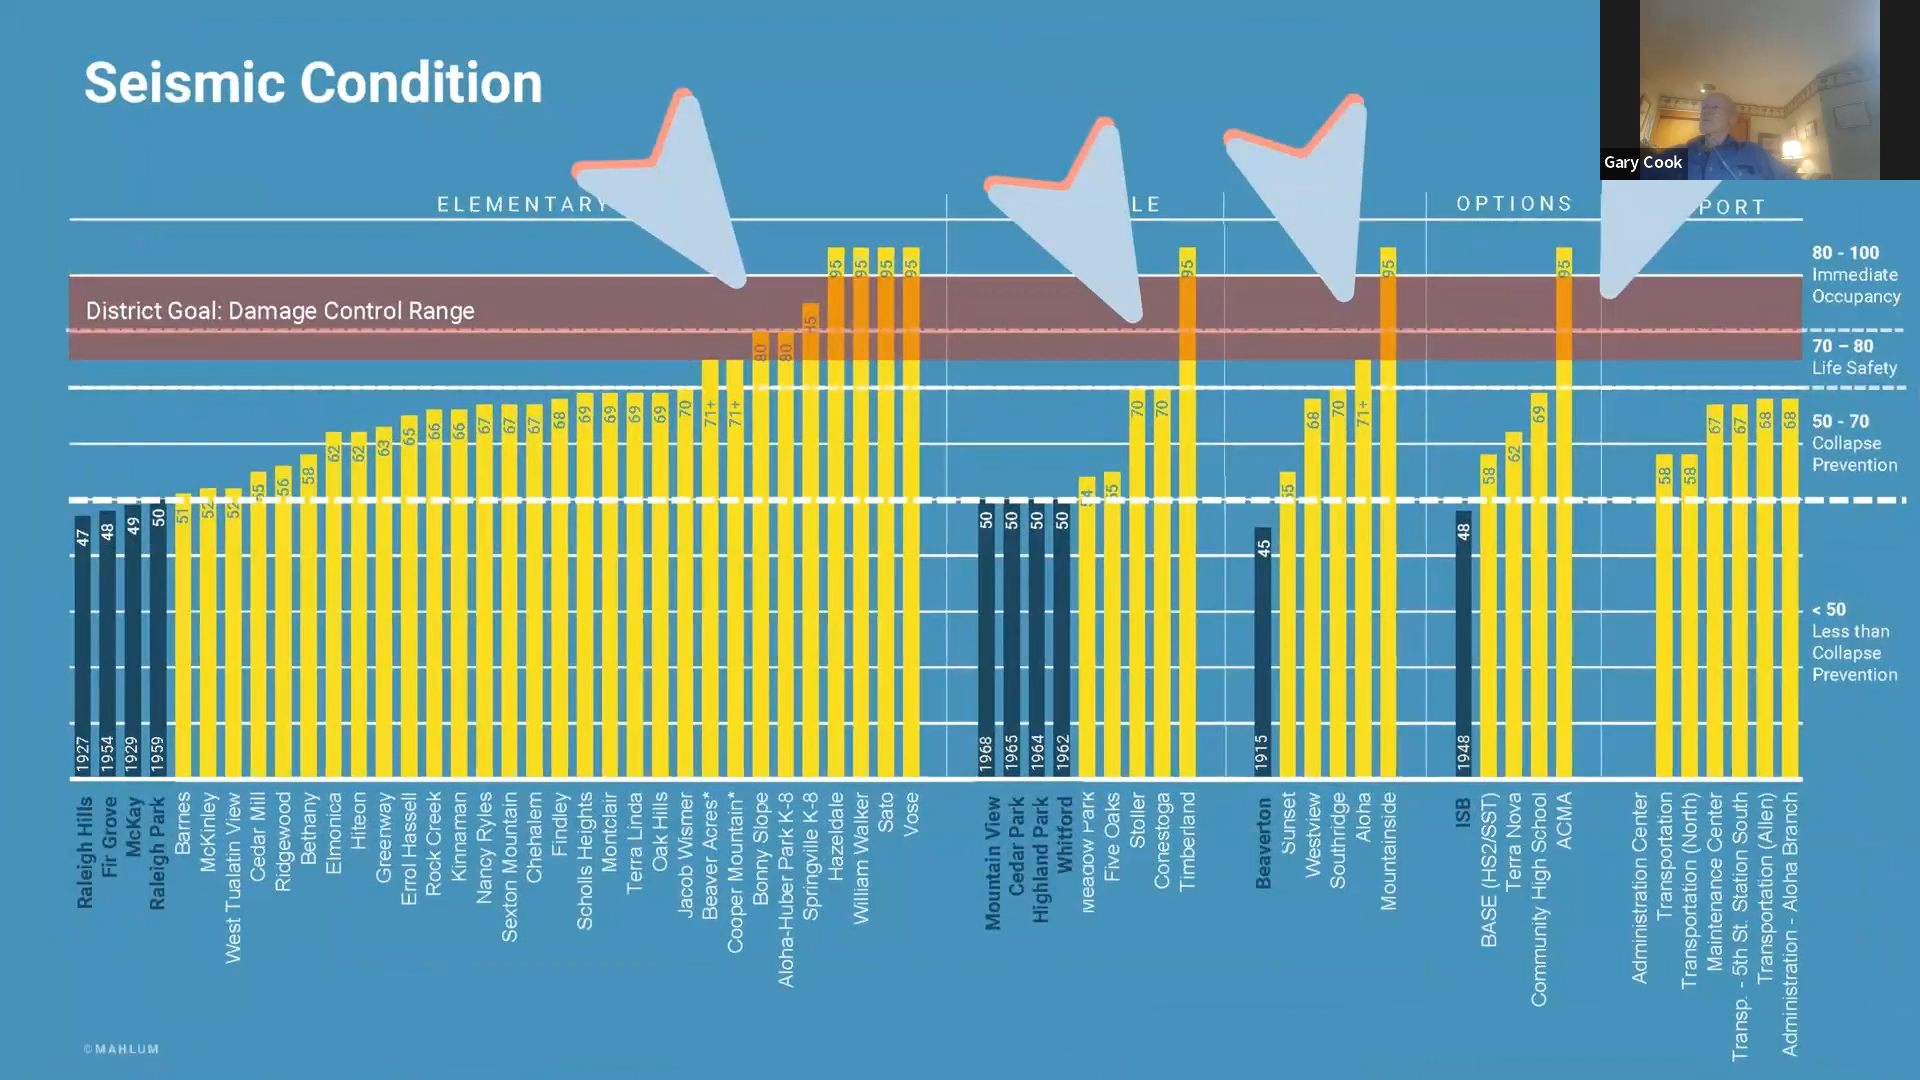 Seismic Condition
Gary Cook
ELEMENTARY
LE
OPTIONS
PORT
80 - 100
Immediate
Occupancy
District Goal: Damage Control Range
70 – 80
Life Safety
50 - 70
Collapse
Prevention
< 50
Less than
Collapse
Prevention
47
48
49
50
51
52
52
55
56
58
62
62
63
65
66
66
67
67
67
68
69
69
69
69
70
71+
71+
80
80
95
95
95
95
50
50
50
50
54
55
70
70
95
45
55
68
70
71+
95
48
58
62
69
95
58
58
67
67
68
68
1927
1954
1929
1959
1968
1965
1964
1962
1915
1948
Raleigh Hills
Fir Grove
McKay
Raleigh Park
Barnes
McKinley
West Tualatin View
Cedar Mill
Ridgewood
Bethany
Elmonica
Hiteon
Greenway
Errol Hassell
Rock Creek
Kinnaman
Nancy Ryles
Sexton Mountain
Chehalem
Findley
Scholls Heights
Montclair
Terra Linda
Oak Hills
Jacob Wismer
Beaver Acres*
Cooper Mountain*
Bonny Slope
Aloha-Huber Park K-8
Springville K-8
Hazeldale
William Walker
Sato
Vose
Mountain View
Cedar Park
Highland Park
Whitford
Meadow Park
Five Oaks
Stoller
Conestoga
Timberland
Beaverton
Sunset
Westview
Southridge
Aloha
Mountainside
ISB
BASE (HS2/SST)
Terra Nova
Community High School
ACMA
Administration Center
Transportation
Transportation (North)
Maintenance Center
Transp. - 5th St. Station South
Transportation (Allen)
Administration - Aloha Branch
©MAHLUM